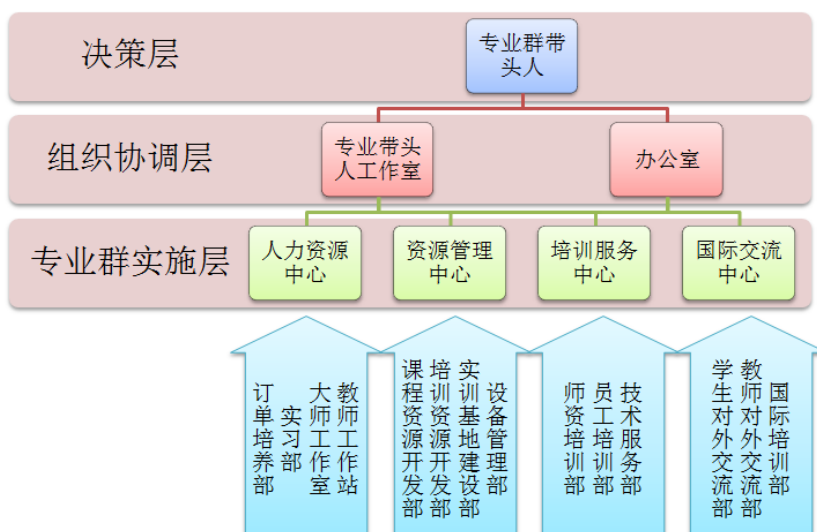 决策层
专业群带
头人
组织协调层
专业带头
人工作室
办公室
专业群实施层
人力资源
中心
资源管理
中心
培训服务
中心
国际交流
中心
订单培养部
实习部
大师工作室
教师工作站
课程资源开发部
培训资源开发部
实训基地建设部
设备管理部
师资培训部
员工培训部
技术服务部
学生对外交流部
教师对外交流部
国际培训部